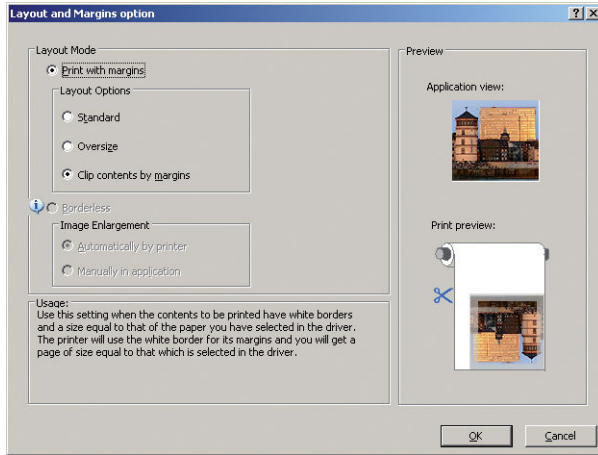 Layout and Margins option
Layout Mode
Print with margins
Layout Options
Standard
Oversize
Clip contents by margins
Borderless
Image Enlargement
Automatically by printer
Manually in application
Usage:
Use this setting when the contents to be printed have white borders
and a size equal to that of the paper you have selected in the driver.
The printer will use the white border for its margins and you will get a
page of size equal to that which is selected in the driver.
Preview
Application view:
Print preview:
OK
Cancel